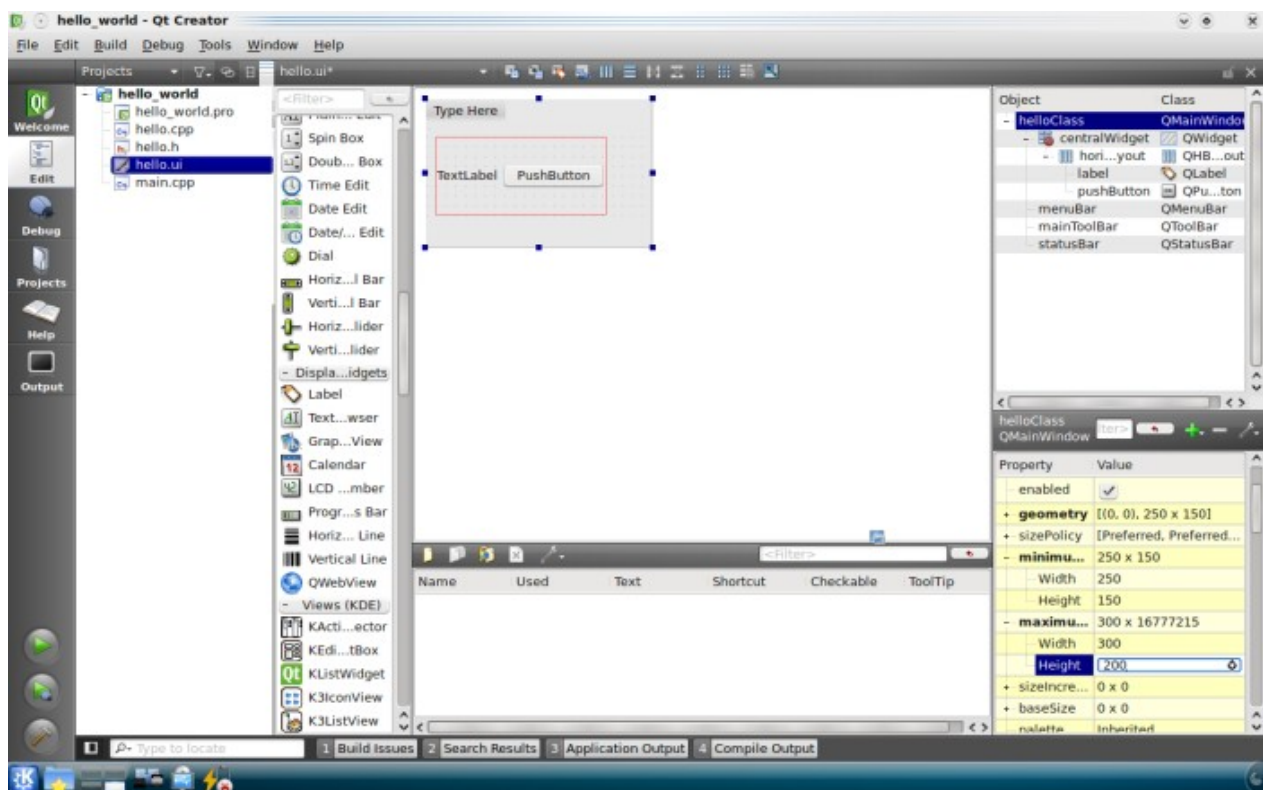 hello_world - Qt Creator
File Edit Build Debug Tools Window Help
Projects
hello.ui*
Welcome
Edit
Debug
Projects
Help
Output
hello_world
hello_world.pro
hello.cpp
hello.h
hello.ui
main.cpp
<Filter>
Spin Box
Doub... Box
Time Edit
Date Edit
Date/... Edit
Dial
Horiz...l Bar
Verti...l Bar
Horiz...lider
Verti...lider
Displa...idgets
Label
Text...wser
Grap...View
Calendar
LCD ...mber
Progr...s Bar
Horiz... Line
Vertical Line
QWebView
Views (KDE)
KActi...ector
KEdi...tBox
KListWidget
K3IconView
K3ListView
Type Here
TextLabel PushButton
<Filter>
Name Used Text Shortcut Checkable ToolTip
Object Class
helloClass QMainWindo
centralWidget QWidget
hori...yout QHB...out
label QLabel
pushButton QPu...ton
menuBar QMenuBar
mainToolBar QToolBar
statusBar QStatusBar
helloClass
QMainWindow
lter>
Property Value
enabled
geometry [(0, 0), 250 x 150]
sizePolicy [Preferred, Preferred...
minimu... 250 x 150
Width 250
Height 150
maximu... 300 x 16777215
Width 300
Height 200
sizeIncre... 0 x 0
baseSize 0 x 0
palette Inherited
Type to locate
1 Build Issues 2 Search Results 3 Application Output 4 Compile Output